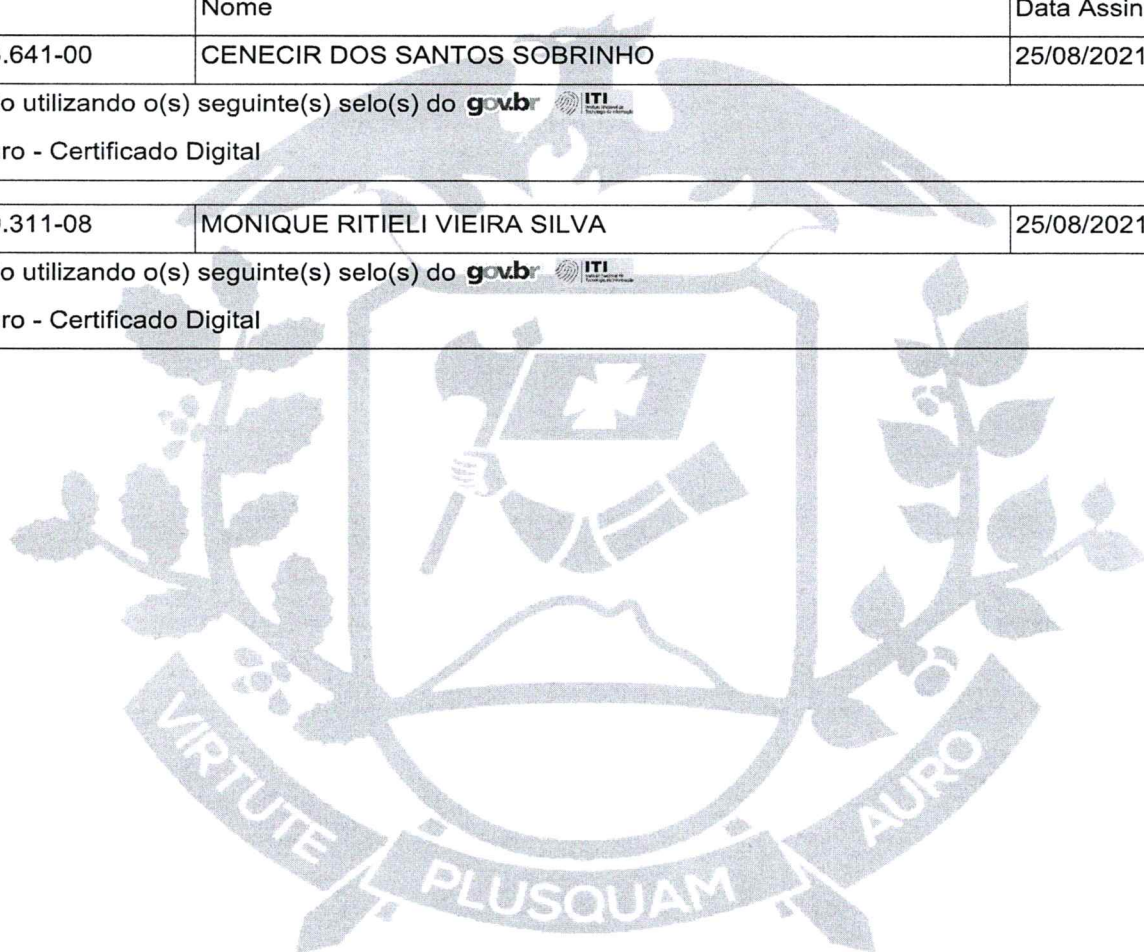 Nome Data Assin
.641-00 CENECIR DOS SANTOS SOBRINHO 25/08/2021
o utilizando o(s) seguinte(s) selo(s) do gov.br ITI
ro - Certificado Digital
.311-08 MONIQUE RITIELI VIEIRA SILVA 25/08/2021
o utilizando o(s) seguinte(s) selo(s) do gov.br ITI
ro - Certificado Digital
VIRTUTE PLUSQUAM AURO